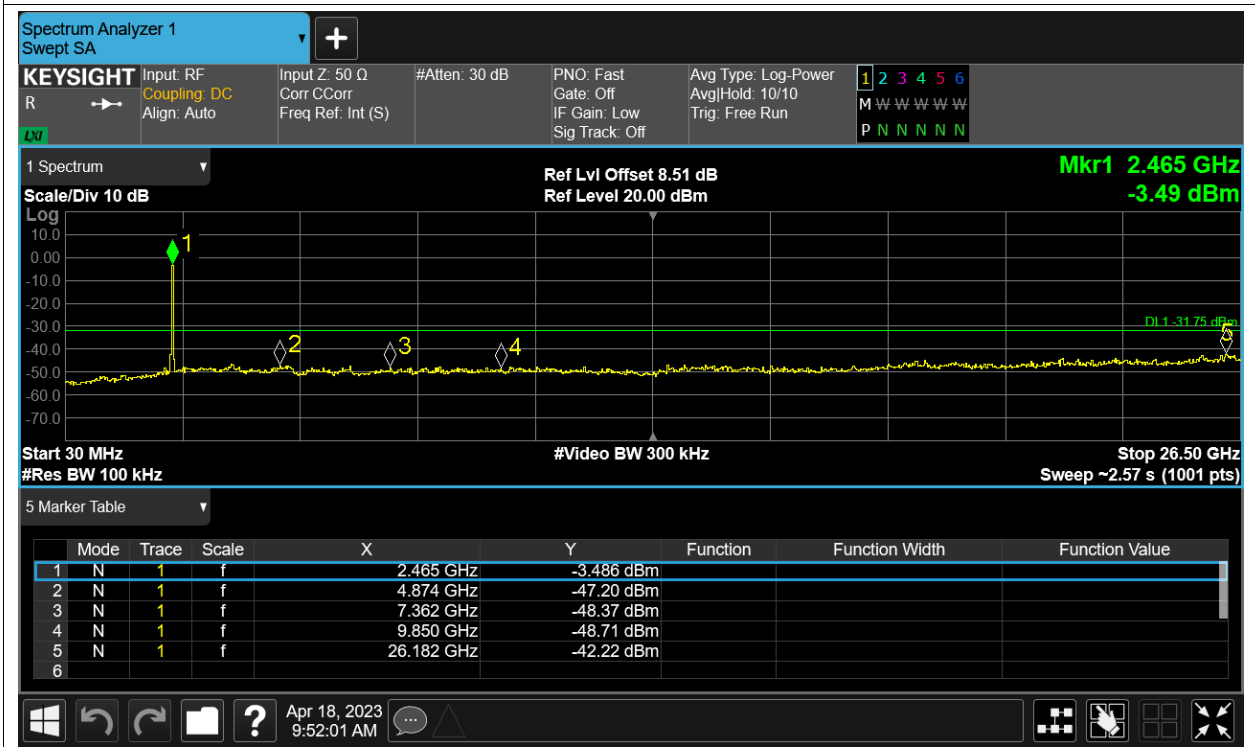 Spectrum Analyzer 1
Swept SA
+
KEYSIGHT Input: RF Input Z: 50 Ω #Atten: 30 dB PNO: Fast Avg Type: Log-Power 1 2 3 4 5 6
R Coupling: DC Corr CCorr Gate: Off Avg|Hold: 10/10 M W W W W W
Align: Auto Freq Ref: Int (S) IF Gain: Low Trig: Free Run
LXI Sig Track: Off P N N N N N
1 Spectrum Ref Lvl Offset 8.51 dB Mkr1 2.465 GHz
Scale/Div 10 dB Ref Level 20.00 dBm -3.49 dBm
Log
10.0
0.00
-10.0
-20.0
-30.0
-40.0
-50.0
-60.0
-70.0
1
2
3
4
DL1 -31.75 dBm
5
Start 30 MHz #Video BW 300 kHz Stop 26.50 GHz
#Res BW 100 kHz Sweep ~2.57 s (1001 pts)
5 Marker Table
Mode Trace Scale X Y Function Function Width Function Value
1 N 1 f 2.465 GHz -3.486 dBm
2 N 1 f 4.874 GHz -47.20 dBm
3 N 1 f 7.362 GHz -48.37 dBm
4 N 1 f 9.850 GHz -48.71 dBm
5 N 1 f 26.182 GHz -42.22 dBm
6
? Apr 18, 2023
9:52:01 AM